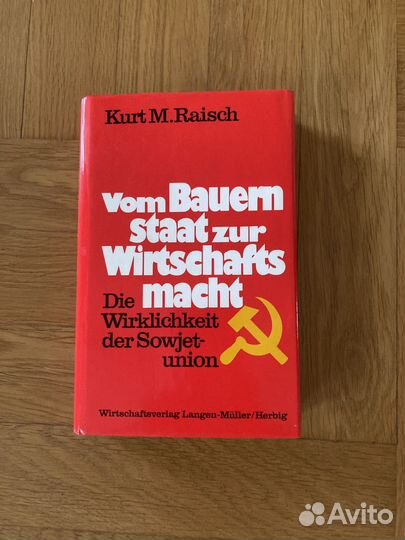 Kurt M. Raisch
Vom Bauern
staat zur
Wirtschafts
macht
Die
Wirklichkeit
der Sowjet-
union
Wirtschaftsverlag Langen-Müller/Herbig
Avito